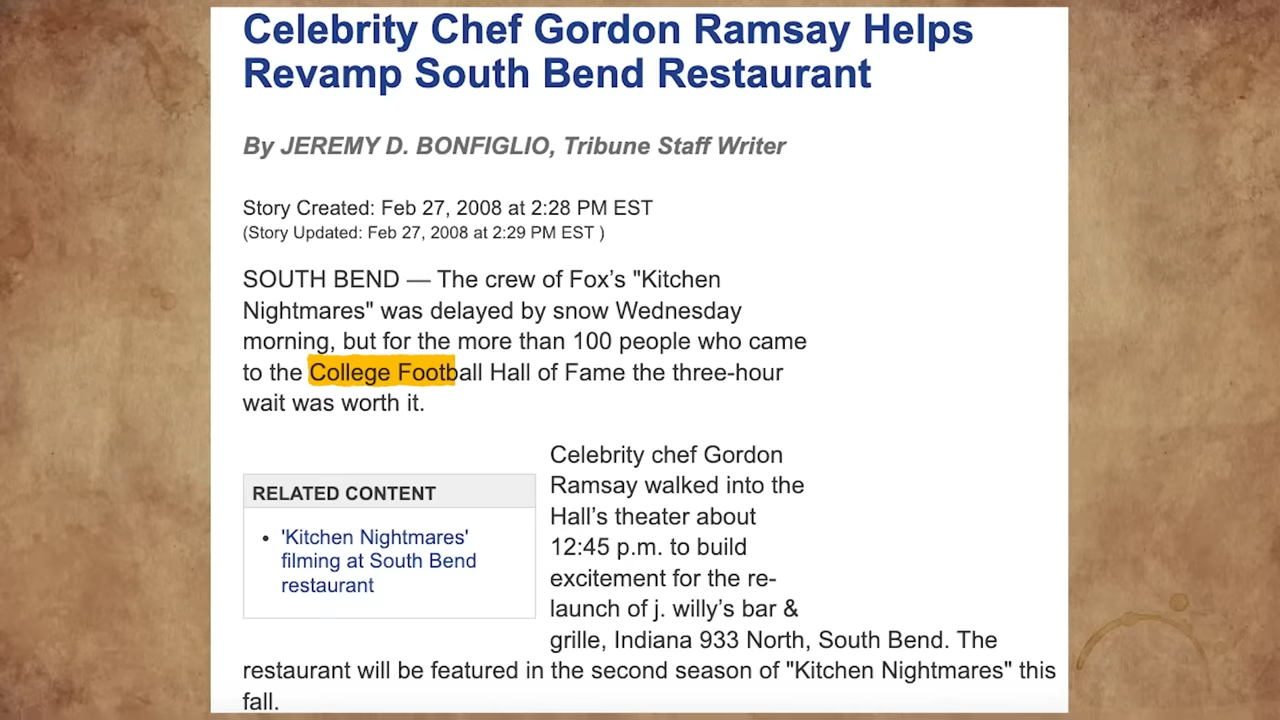 Celebrity Chef Gordon Ramsay Helps
Revamp South Bend Restaurant
By JEREMY D. BONFIGLIO, Tribune Staff Writer
Story Created: Feb 27, 2008 at 2:28 PM EST
(Story Updated: Feb 27, 2008 at 2:29 PM EST )
SOUTH BEND — The crew of Fox’s "Kitchen
Nightmares" was delayed by snow Wednesday
morning, but for the more than 100 people who came
to the College Football Hall of Fame the three-hour
wait was worth it.
RELATED CONTENT
• 'Kitchen Nightmares'
filming at South Bend
restaurant
Celebrity chef Gordon
Ramsay walked into the
Hall’s theater about
12:45 p.m. to build
excitement for the re-
launch of j. willy’s bar &
grille, Indiana 933 North, South Bend. The
restaurant will be featured in the second season of "Kitchen Nightmares" this
fall.